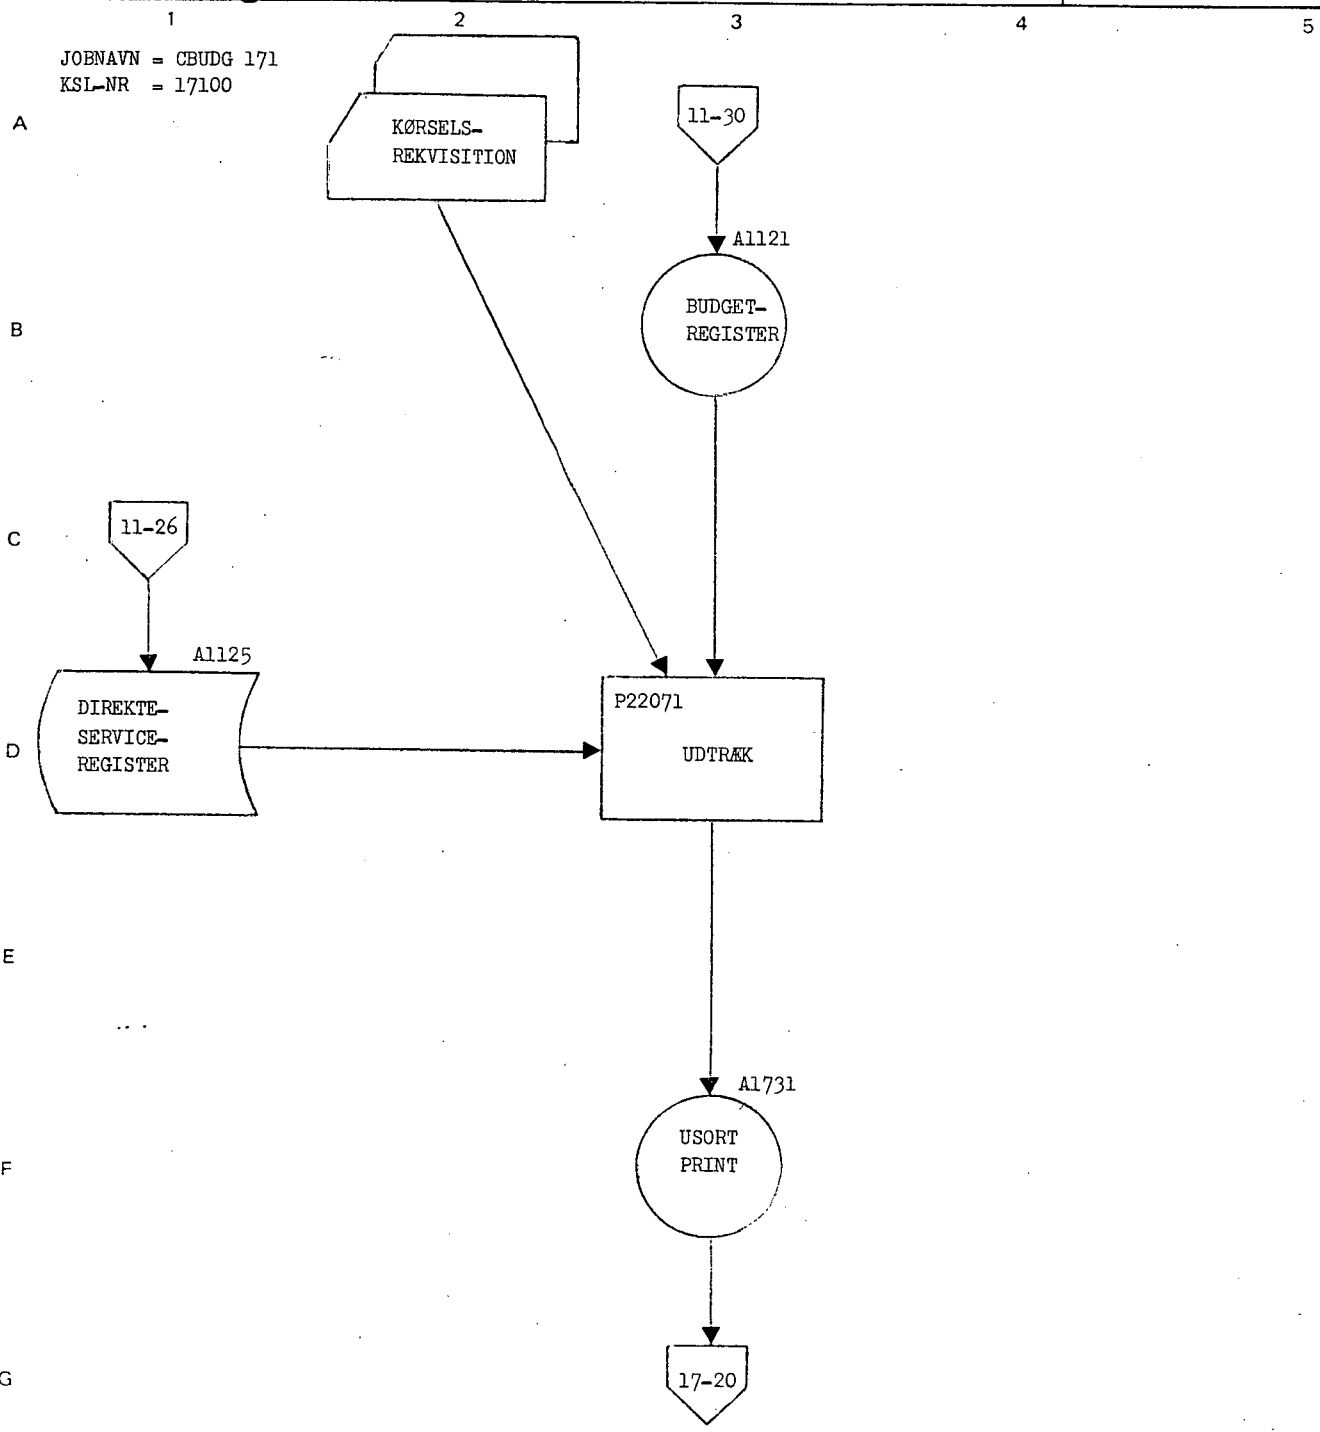 1 2 3 4 5
JOBNAVN = CBUDG 171
KSL-NR = 17100
A
KØRSELS-
REKVISITION
11-30
A1121
B
BUDGET-
REGISTER
C
11-26
A1125
D
DIREKTE-
SERVICE-
REGISTER
P22071
UDTRÆK
E
A1731
F
USORT
PRINT
G
17-20